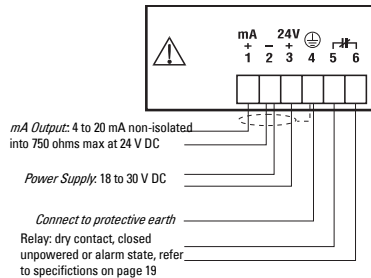 mA 24V
+ – +
1 2 3 4 5 6
mA Output:: 4 to 20 mA non-isolated
into 750 ohms max at 24 V DC
Power Supply: 18 to 30 V DC
Connect to protective earth
Relay: dry contact, closed
unpowered or alarm state, refer
to specifictions on page 19